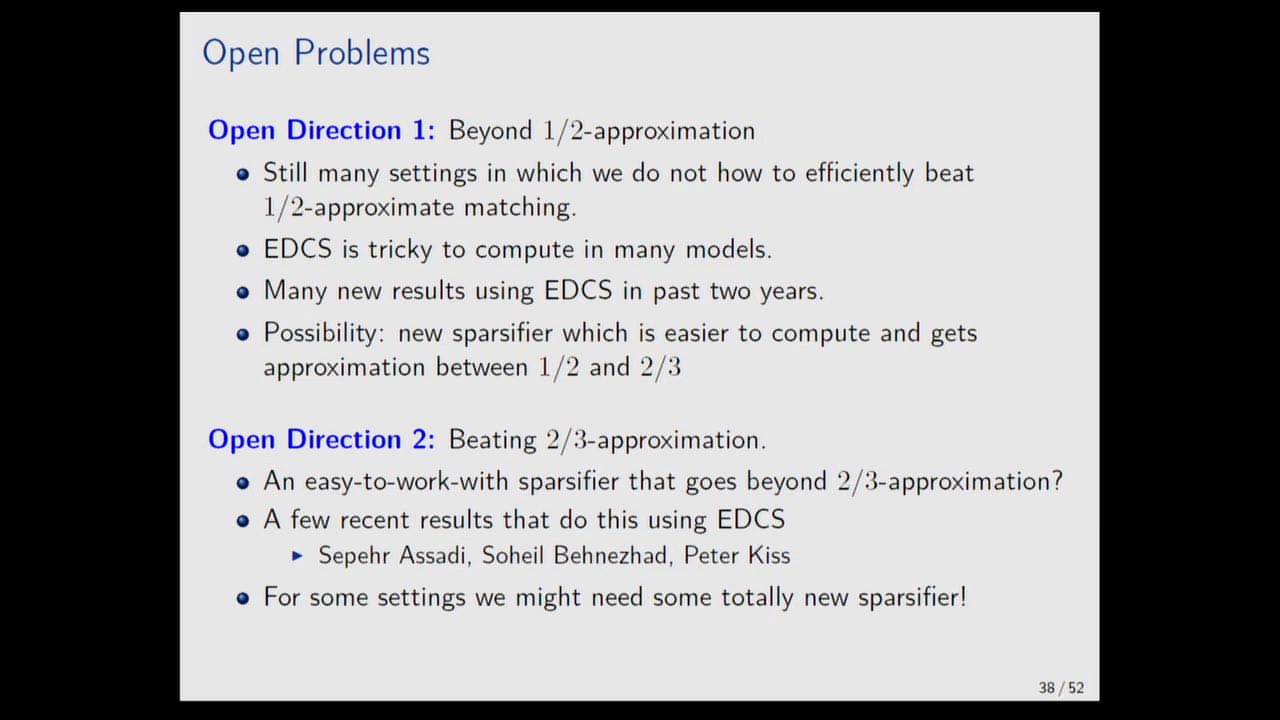 Open Problems
Open Direction 1: Beyond 1/2-approximation
Still many settings in which we do not how to efficiently beat
1/2-approximate matching.
EDCS is tricky to compute in many models.
Many new results using EDCS in past two years.
Possibility: new sparsifier which is easier to compute and gets
approximation between 1/2 and 2/3
Open Direction 2: Beating 2/3-approximation.
An easy-to-work-with sparsifier that goes beyond 2/3-approximation?
A few recent results that do this using EDCS
Sepehr Assadi, Soheil Behnezhad, Peter Kiss
For some settings we might need some totally new sparsifier!
38 / 52